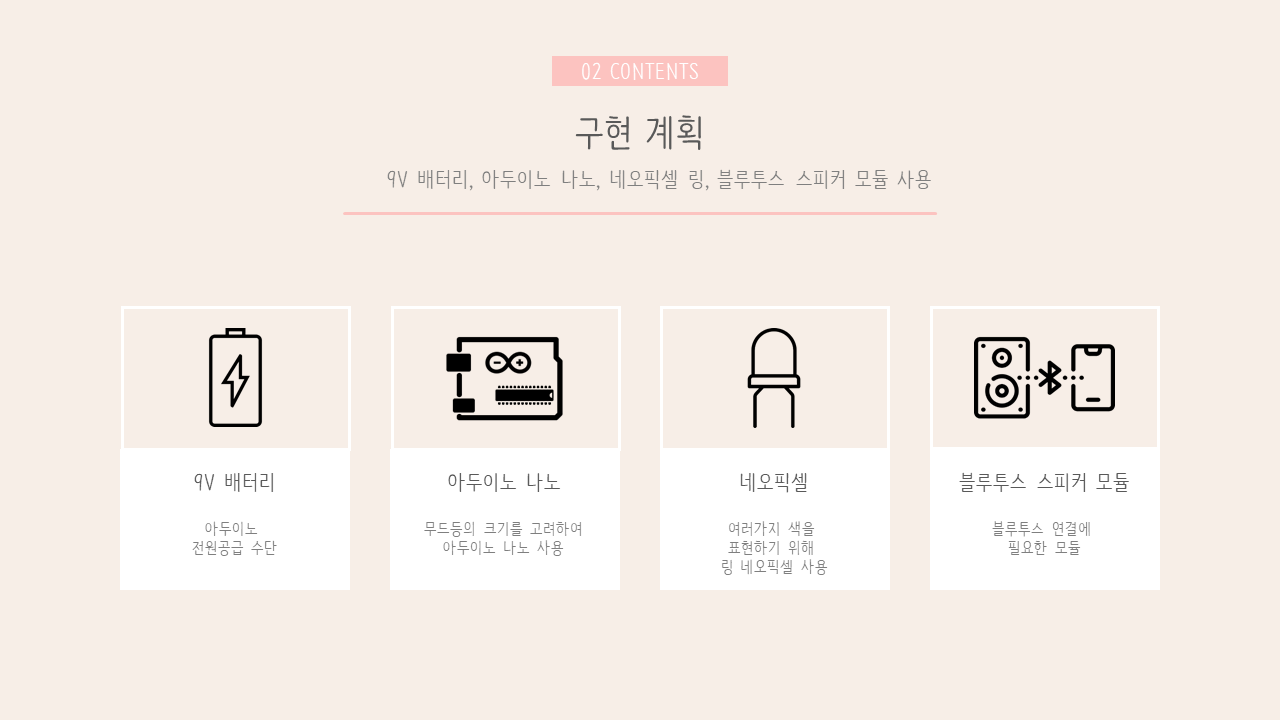 02 CONTENTS
구현 계획
9V 배터리, 아두이노 나노, 네오픽셀 링, 블루투스 스피커 모듈 사용
9V 배터리
아두이노
전원공급 수단
아두이노 나노
무드등의 크기를 고려하여
아두이노 나노 사용
네오픽셀
여러가지 색을
표현하기 위해
링 네오픽셀 사용
블루투스 스피커 모듈
블루투스 연결에
필요한 모듈